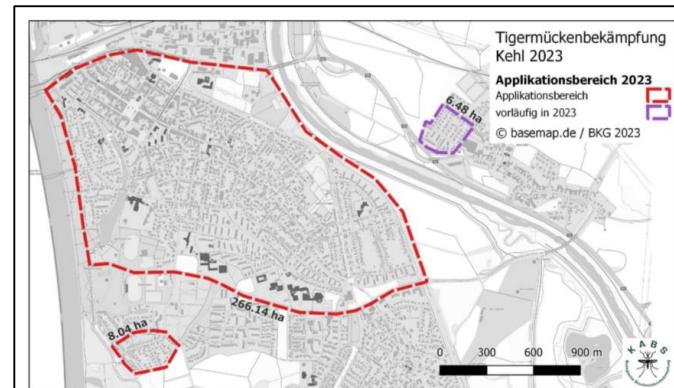 Tigermückenbekämpfung
Kehl 2023
Applikationsbereich 2023
Applikationsbereich
vorläufig in 2023
© basemap.de / BKG 2023
6.48 ha
266.14 ha
8.04 ha
0 300 600 900 m
KABS